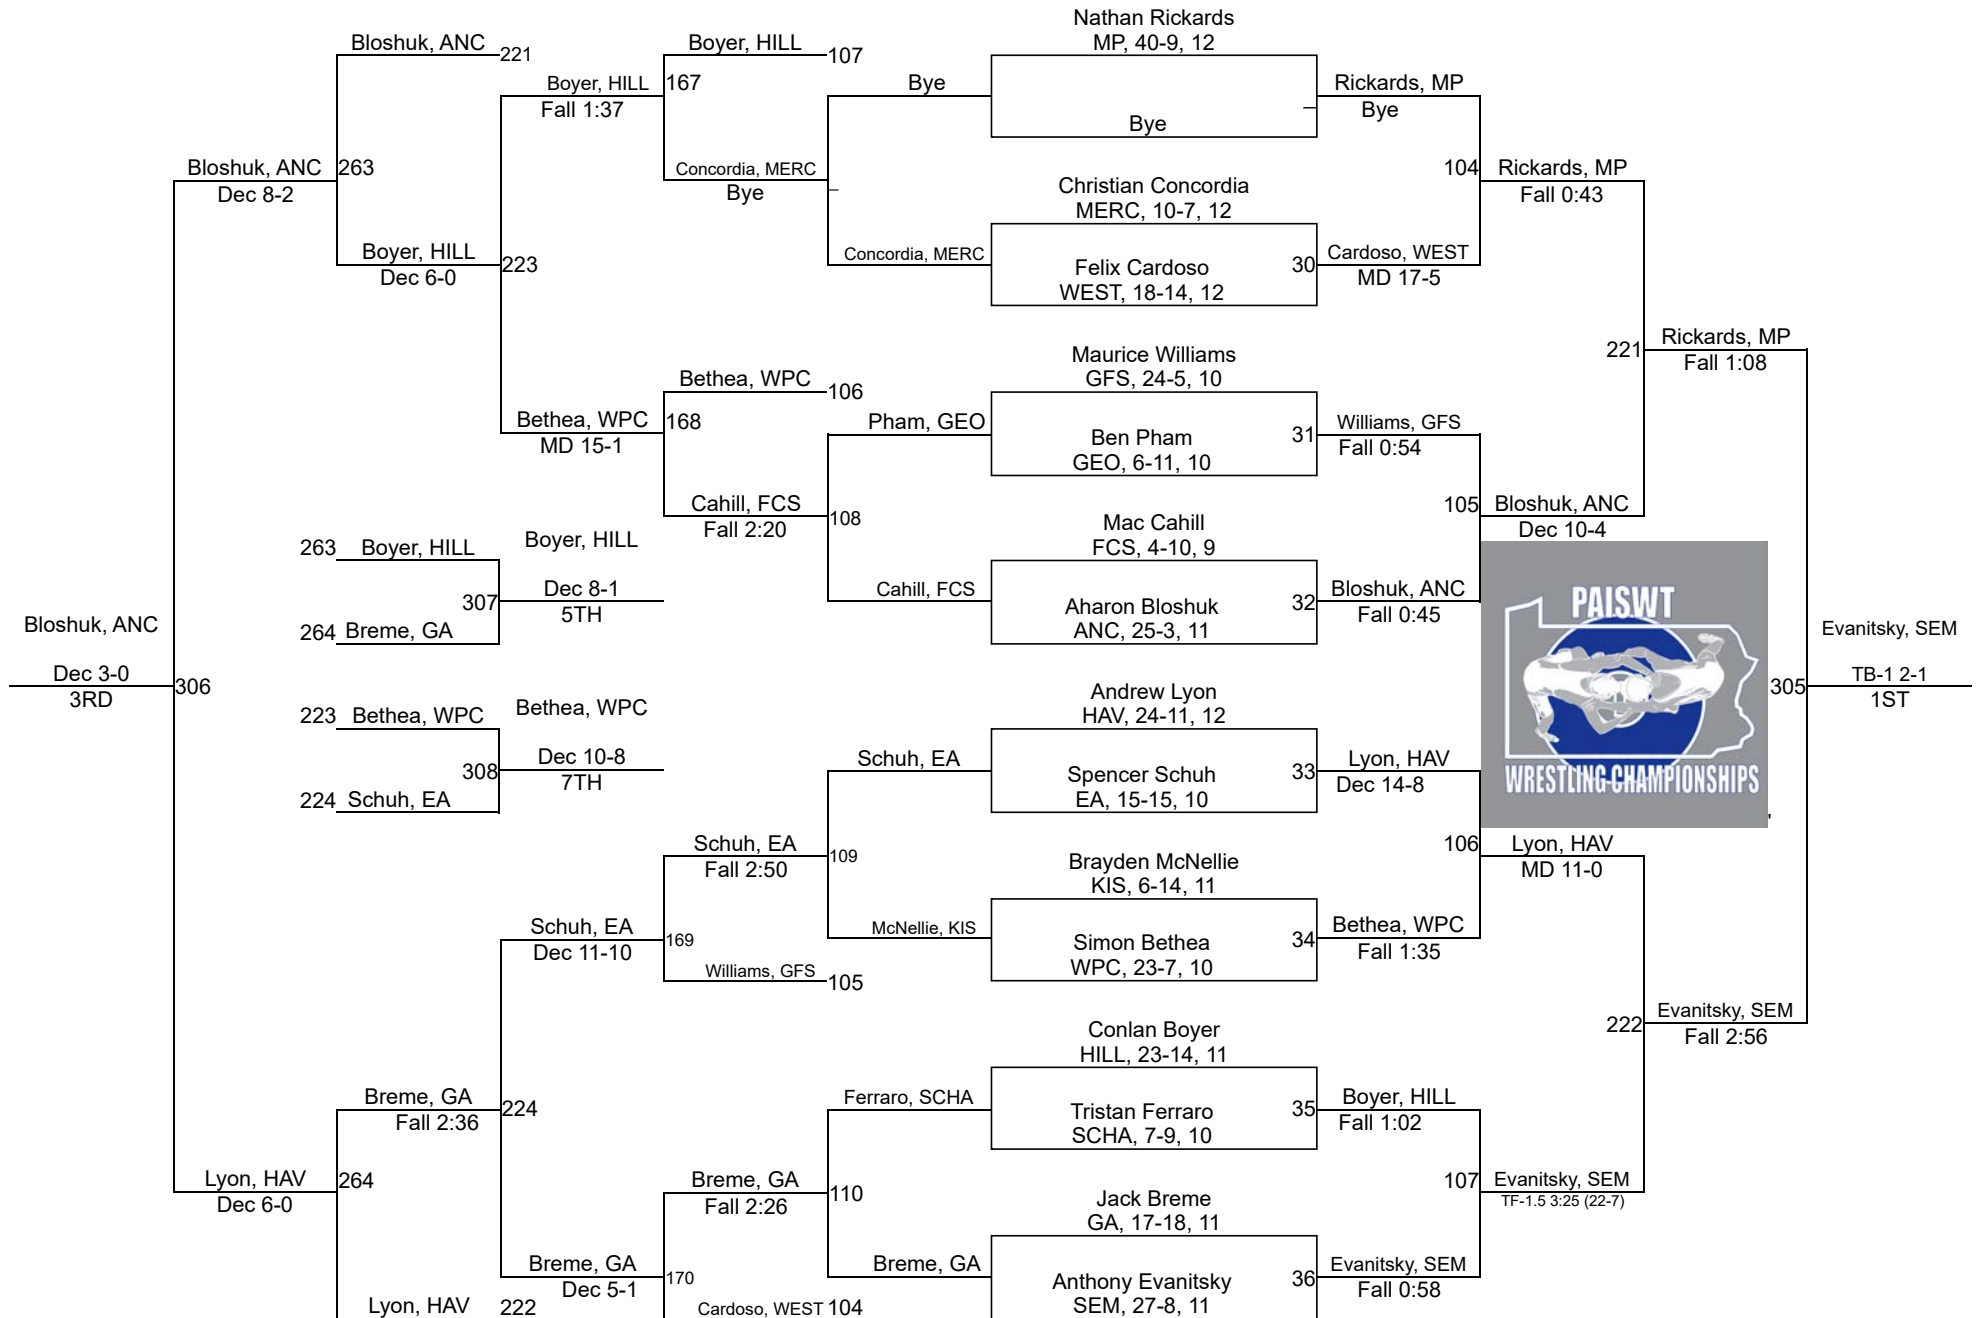 Nathan Rickards
MP, 40-9, 12
Bye
Christian Concordia
MERC, 10-7, 12
Felix Cardoso
WEST, 18-14, 12
Maurice Williams
GFS, 24-5, 10
Ben Pham
GEO, 6-11, 10
Mac Cahill
FCS, 4-10, 9
Aharon Bloshuk
ANC, 25-3, 11
Andrew Lyon
HAV, 24-11, 12
Spencer Schuh
EA, 15-15, 10
Brayden McNellie
KIS, 6-14, 11
Simon Bethea
WPC, 23-7, 10
Conlan Boyer
HILL, 23-14, 11
Tristan Ferraro
SCHA, 7-9, 10
Jack Breme
GA, 17-18, 11
Anthony Evanitsky
SEM, 27-8, 11
Rickards, MP
Bye
30
Cardoso, WEST
MD 17-5
31
Williams, GFS
Fall 0:54
32
Bloshuk, ANC
Fall 0:45
33
Lyon, HAV
Dec 14-8
34
Bethea, WPC
Fall 1:35
35
Boyer, HILL
Fall 1:02
36
Evanitsky, SEM
Fall 0:58
104
Rickards, MP
Fall 0:43
105
Bloshuk, ANC
Dec 10-4
106
Lyon, HAV
MD 11-0
107
Evanitsky, SEM
TF-1.5 3:25 (22-7)
221
Rickards, MP
Fall 1:08
222
Evanitsky, SEM
Fall 2:56
PAISWT
WRESTLING CHAMPIONSHIPS
305
Evanitsky, SEM
TB-1 2-1
1ST
Bye
Concordia, MERC
Pham, GEO
Cahill, FCS
Schuh, EA
McNellie, KIS
Ferraro, SCHA
Breme, GA
Boyer, HILL
107
Concordia, MERC
Bye
Bethea, WPC
106
Cahill, FCS
Fall 2:20
108
Schuh, EA
Fall 2:50
109
Williams, GFS
105
Breme, GA
Fall 2:26
110
Cardoso, WEST
104
Boyer, HILL
Fall 1:37
167
Bethea, WPC
MD 15-1
168
Schuh, EA
Dec 11-10
169
Breme, GA
Dec 5-1
170
Bloshuk, ANC
221
Boyer, HILL
Dec 6-0
223
Breme, GA
Fall 2:36
224
Lyon, HAV
222
Bloshuk, ANC
Dec 8-2
263
Lyon, HAV
Dec 6-0
264
263
Boyer, HILL
264
Breme, GA
307
Boyer, HILL
Dec 8-1
5TH
223
Bethea, WPC
224
Schuh, EA
308
Bethea, WPC
Dec 10-8
7TH
Bloshuk, ANC
Dec 3-0
3RD
306